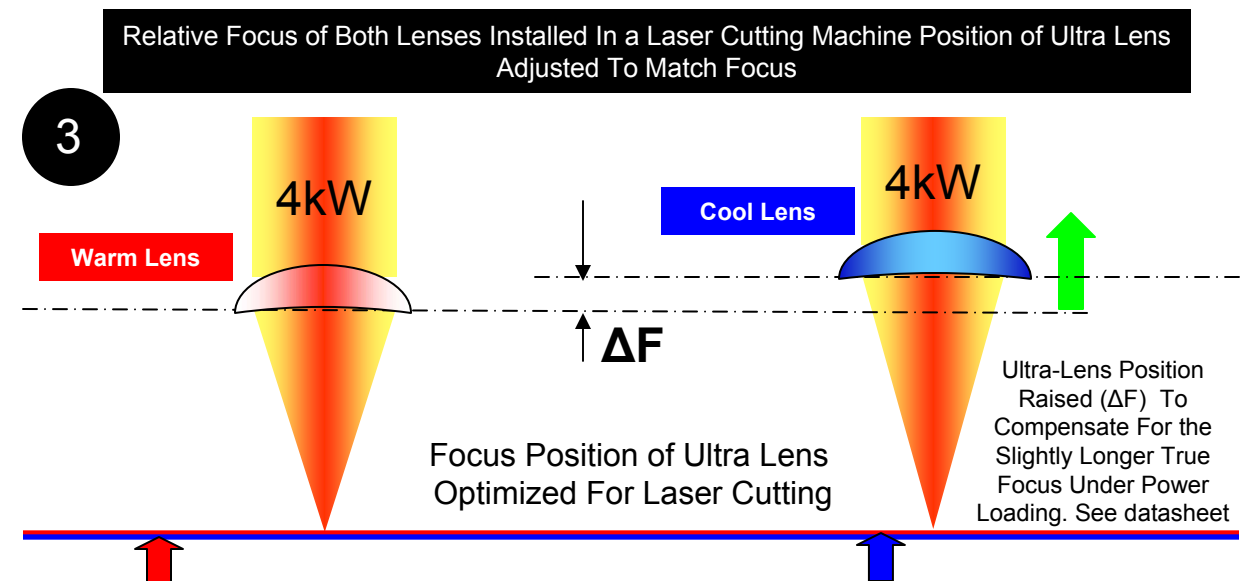 Relative Focus of Both Lenses Installed In a Laser Cutting Machine Position of Ultra Lens
Adjusted To Match Focus
3
4kW
4kW
Cool Lens
Warm Lens
ΔF
Ultra-Lens Position
Raised (ΔF) To
Compensate For the
Slightly Longer True
Focus Under Power
Loading. See datasheet
Focus Position of Ultra Lens
Optimized For Laser Cutting